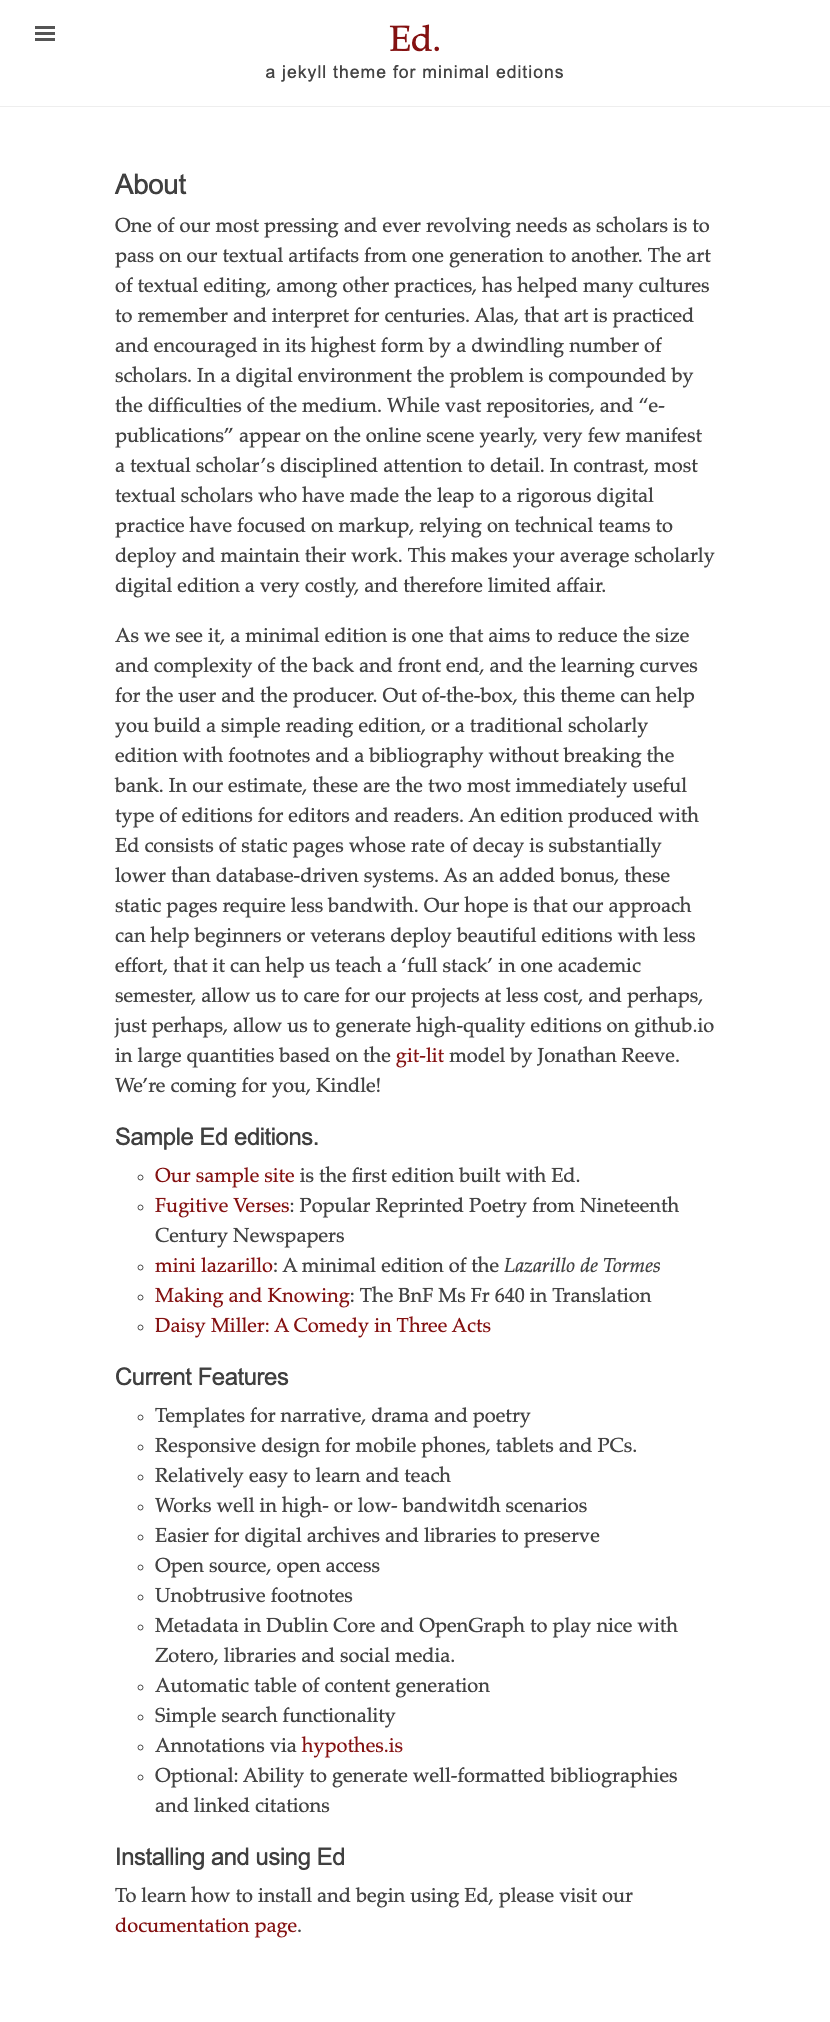 Ed.
a jekyll theme for minimal editions
About
One of our most pressing and ever revolving needs as scholars is to
pass on our textual artifacts from one generation to another. The art
of textual editing, among other practices, has helped many cultures
to remember and interpret for centuries. Alas, that art is practiced
and encouraged in its highest form by a dwindling number of
scholars. In a digital environment the problem is compounded by
the difficulties of the medium. While vast repositories, and “e-
publications” appear on the online scene yearly, very few manifest
a textual scholar’s disciplined attention to detail. In contrast, most
textual scholars who have made the leap to a rigorous digital
practice have focused on markup, relying on technical teams to
deploy and maintain their work. This makes your average scholarly
digital edition a very costly, and therefore limited affair.
As we see it, a minimal edition is one that aims to reduce the size
and complexity of the back and front end, and the learning curves
for the user and the producer. Out of-the-box, this theme can help
you build a simple reading edition, or a traditional scholarly
edition with footnotes and a bibliography without breaking the
bank. In our estimate, these are the two most immediately useful
type of editions for editors and readers. An edition produced with
Ed consists of static pages whose rate of decay is substantially
lower than database-driven systems. As an added bonus, these
static pages require less bandwith. Our hope is that our approach
can help beginners or veterans deploy beautiful editions with less
effort, that it can help us teach a ‘full stack’ in one academic
semester, allow us to care for our projects at less cost, and perhaps,
just perhaps, allow us to generate high-quality editions on github.io
in large quantities based on the git-lit model by Jonathan Reeve.
We’re coming for you, Kindle!
Sample Ed editions.
Our sample site is the first edition built with Ed.
Fugitive Verses: Popular Reprinted Poetry from Nineteenth
Century Newspapers
mini lazarillo: A minimal edition of the Lazarillo de Tormes
Making and Knowing: The BnF Ms Fr 640 in Translation
Daisy Miller: A Comedy in Three Acts
Current Features
Templates for narrative, drama and poetry
Responsive design for mobile phones, tablets and PCs.
Relatively easy to learn and teach
Works well in high- or low- bandwitdh scenarios
Easier for digital archives and libraries to preserve
Open source, open access
Unobtrusive footnotes
Metadata in Dublin Core and OpenGraph to play nice with
Zotero, libraries and social media.
Automatic table of content generation
Simple search functionality
Annotations via hypothes.is
Optional: Ability to generate well-formatted bibliographies
and linked citations
Installing and using Ed
To learn how to install and begin using Ed, please visit our
documentation page.